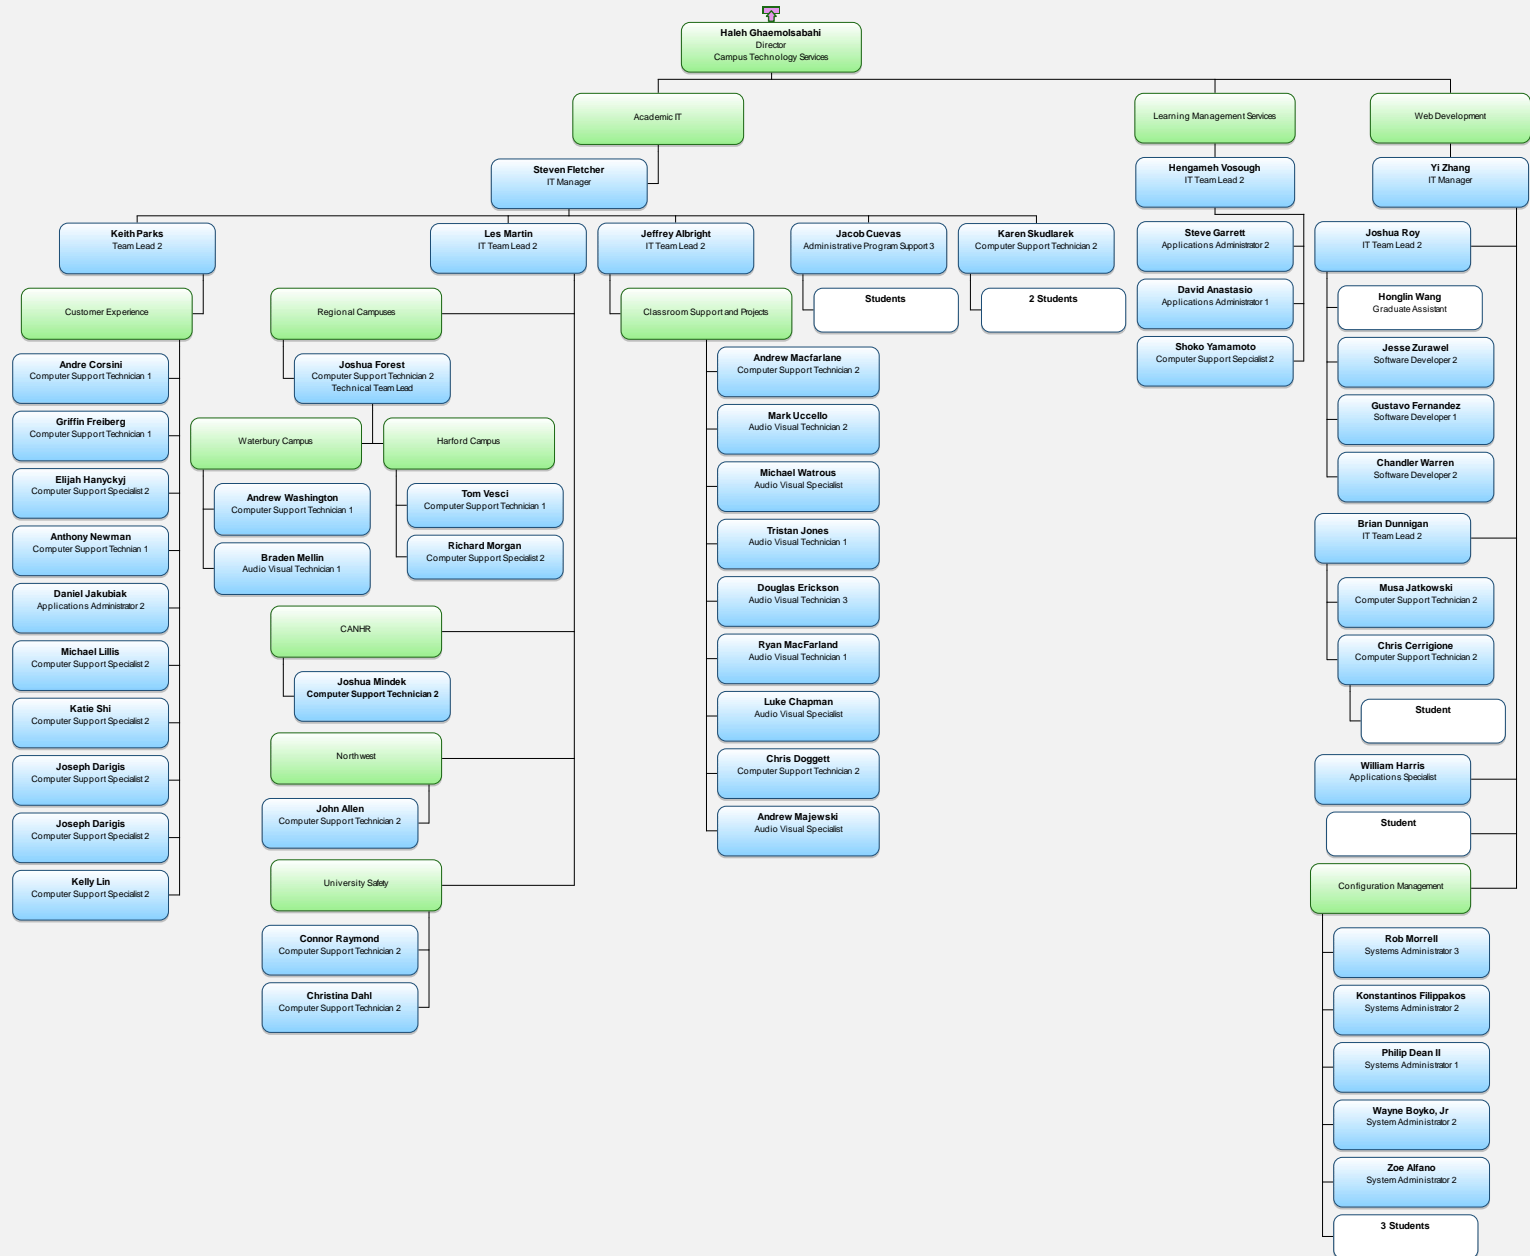 Haleh Ghaemolsabahi
Director
Campus Technology Services
Academic IT
Learning Management Services
Web Development
Steven Fletcher
IT Manager
Hengameh Vosough
IT Team Lead 2
Yi Zhang
IT Manager
Keith Parks
Team Lead 2
Les Martin
IT Team Lead 2
Jeffrey Albright
IT Team Lead 2
Jacob Cuevas
Administrative Program Support 3
Karen Skudlarek
Computer Support Technician 2
Customer Experience
Andre Corsini
Computer Support Technician 1
Griffin Freiberg
Computer Support Technician 1
Elijah Hanyckyj
Computer Support Specialist 2
Anthony Newman
Computer Support Technian 1
Daniel Jakubiak
Applications Administrator 2
Michael Lillis
Computer Support Specialist 2
Katie Shi
Computer Support Specialist 2
Joseph Darigis
Computer Support Specialist 2
Joseph Darigis
Computer Support Specialist 2
Kelly Lin
Computer Support Specialist 2
Regional Campuses
Joshua Forest
Computer Support Technician 2
Technical Team Lead
Waterbury Campus
Andrew Washington
Computer Support Technician 1
Braden Mellin
Audio Visual Technician 1
Harford Campus
Tom Vesci
Computer Support Technician 1
Richard Morgan
Computer Support Specialist 2
CANHR
Joshua Mindek
Computer Support Technician 2
Northwest
John Allen
Computer Support Technician 2
University Safety
Connor Raymond
Computer Support Technician 2
Christina Dahl
Computer Support Technician 2
Classroom Support and Projects
Andrew Macfarlane
Computer Support Technician 2
Mark Uccello
Audio Visual Technician 2
Michael Watrous
Audio Visual Specialist
Tristan Jones
Audio Visual Technician 1
Douglas Erickson
Audio Visual Technician 3
Ryan MacFarland
Audio Visual Technician 1
Luke Chapman
Audio Visual Specialist
Chris Doggett
Computer Support Technician 2
Andrew Majewski
Audio Visual Specialist
Students
2 Students
Steve Garrett
Applications Administrator 2
David Anastasio
Applications Administrator 1
Shoko Yamamoto
Computer Support Sepcialist 2
Joshua Roy
IT Team Lead 2
Honglin Wang
Graduate Assistant
Jesse Zurawel
Software Developer 2
Gustavo Fernandez
Software Developer 1
Chandler Warren
Software Developer 2
Brian Dunnigan
IT Team Lead 2
Musa Jatkowski
Computer Support Technician 2
Chris Cerrigione
Computer Support Technician 2
Student
William Harris
Applications Specialist
Student
Configuration Management
Rob Morrell
Systems Administrator 3
Konstantinos Filippakos
Systems Administrator 2
Philip Dean II
Systems Administrator 1
Wayne Boyko, Jr
System Administrator 2
Zoe Alfano
System Administrator 2
3 Students